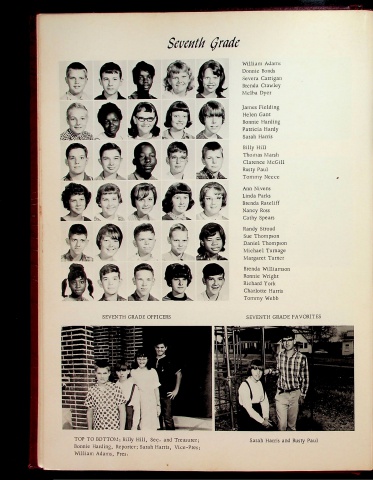 Seventh Grade
William Adams
Donnie Bonds
Severa Cartigan
Brenda Crawley
Melba Dyer
James Fielding
Helen Gant
Bonnie Harding
Patricia Hardy
Sarah Harris
Billy Hill
Thomas Marsh
Clarence McGill
Rusty Paul
Tommy Neece
Ann Nivens
Linda Parks
Brenda Ratcliff
Nancy Ross
Cathy Spears
Randy Stroud
Sue Thompson
Daniel Thompson
Michael Turnage
Margaret Turner
Brenda Williamson
Ronnie Wright
Richard York
Charlotte Harris
Tommy Webb
SEVENTH GRADE OFFICERS
SEVENTH GRADE FAVORITES
TOP TO BOTTOM: Billy Hill, Sec. and Treasurer;
Bonnie Harding, Reporter; Sarah Harris, Vice-Pres;
William Adams, Pres.
Sarah Harris and Rusty Paul